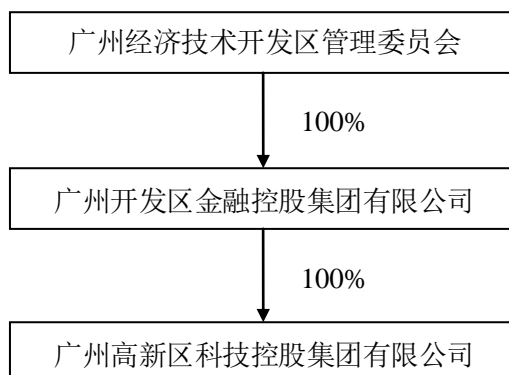 广州经济技术开发区管理委员会
100%
广州开发区金融控股集团有限公司
100%
广州高新区科技控股集团有限公司